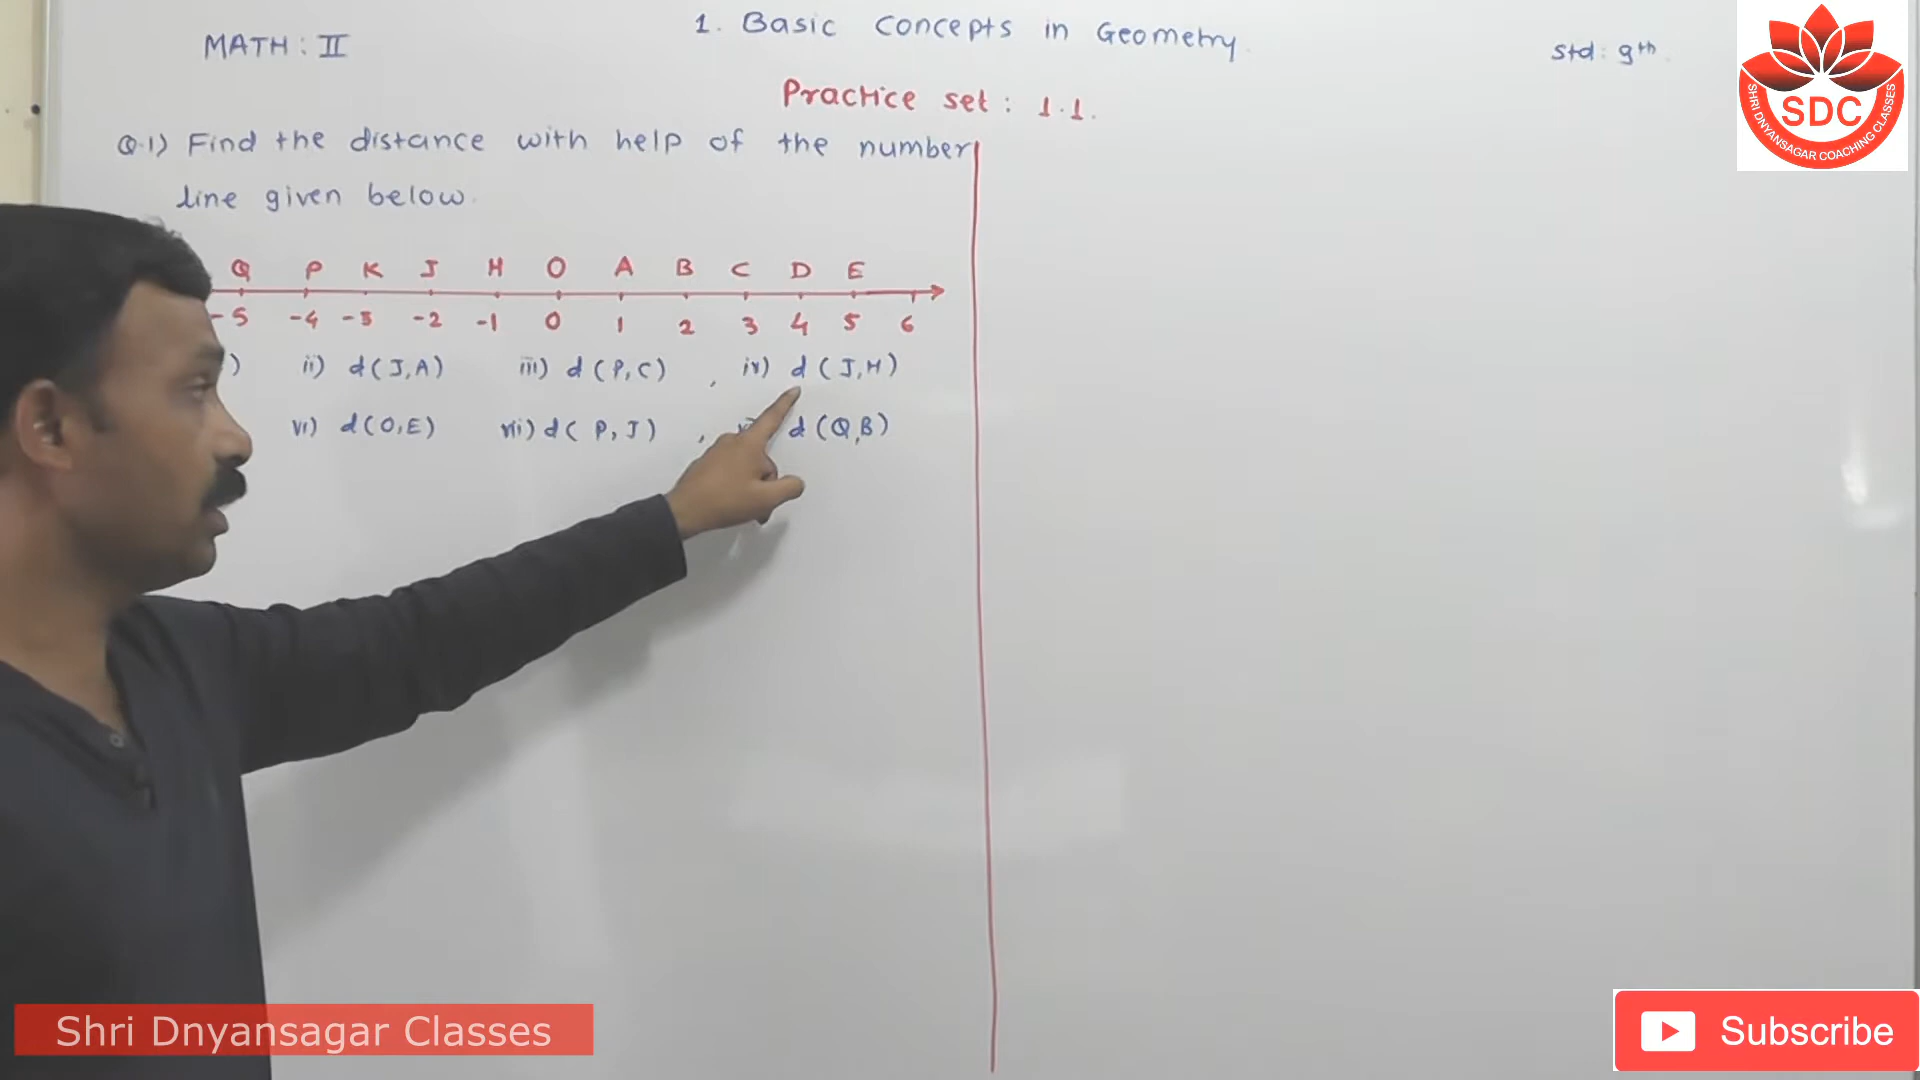 MATH: II
1. Basic Concepts in Geometry.
Std: 9th.
SDC
SHRI DNYANSAGAR COACHING CLASSES
Practice set: 1.1.
Q.1) Find the distance with help of the number
line given below.
Q P K J H O A B C D E
-5 -4 -3 -2 -1 0 1 2 3 4 5 6
) ii) d(J,A) iii) d(P,C) , iv) d(J,H)
vi) d(O,E) vii) d(P,J) , d(Q,B)
Shri Dnyansagar Classes
Subscribe